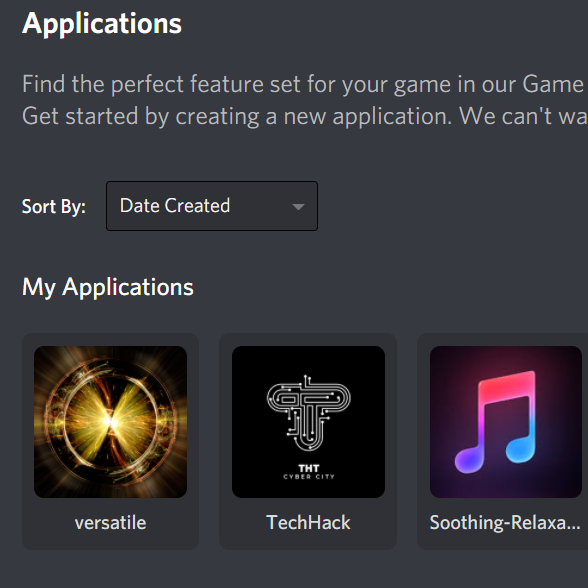 Applications
Find the perfect feature set for your game in our Game
Get started by creating a new application. We can't wa
Sort By:
Date Created
My Applications
THT
CYBER CITY
versatile
TechHack
Soothing-Relaxa...